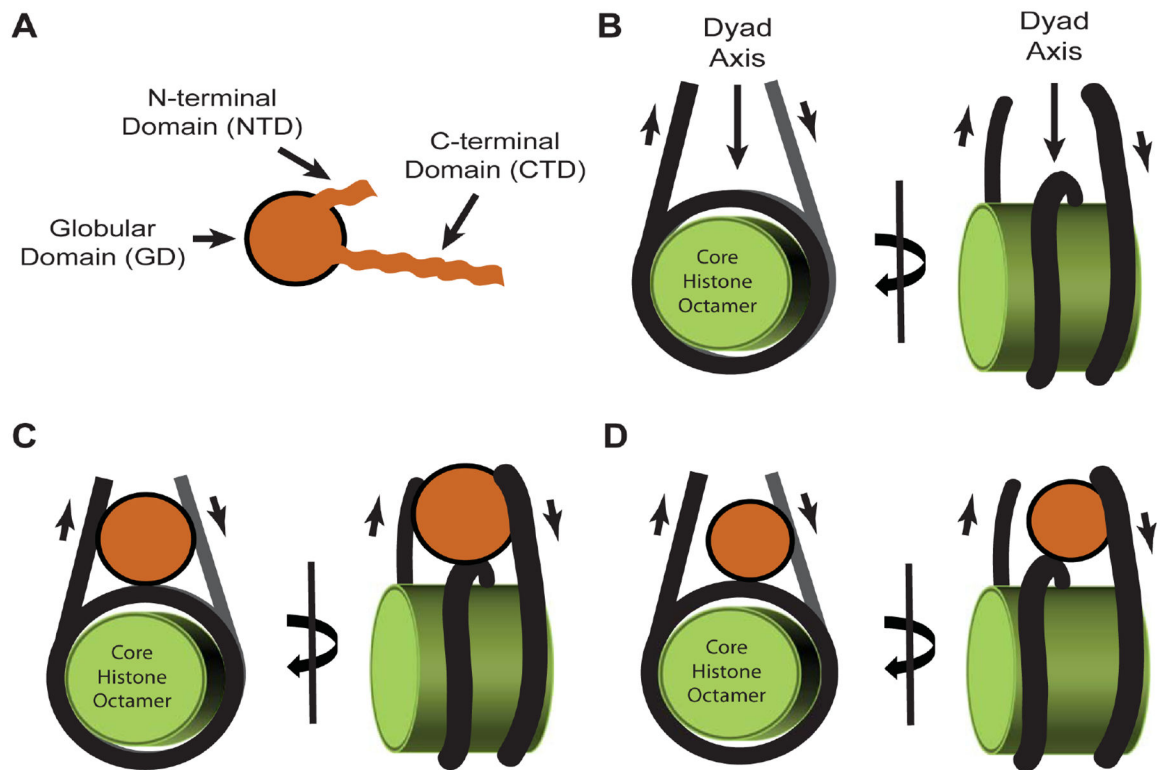 A
N-terminal
Domain (NTD)
C-terminal
Domain (CTD)
Globular
Domain (GD)
B
Dyad
Axis
Dyad
Axis
Core
Histone
Octamer
C
Core
Histone
Octamer
D
Core
Histone
Octamer